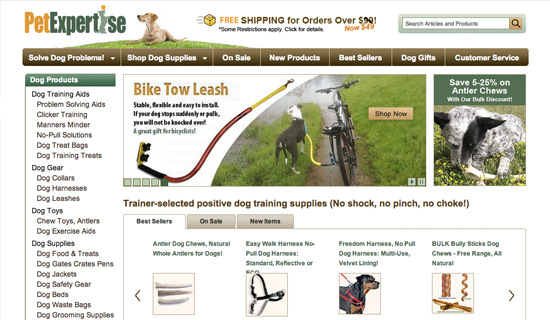 PetExpertise
FREE SHIPPING for Orders Over $90!
Now $49
*Some Restrictions apply. Click for details.
Search Articles and Products
Solve Dog Problems!
Shop Dog Supplies
On Sale
New Products
Best Sellers
Dog Gifts
Customer Service
Dog Products
Dog Training Aids
Problem Solving Aids
Clicker Training
Manners Minder
No-Pull Solutions
Dog Treat Bags
Dog Training Treats
Dog Gear
Dog Collars
Dog Harnesses
Dog Leashes
Dog Toys
Chew Toys, Antlers
Dog Exercise Aids
Dog Supplies
Dog Food & Treats
Dog Gates Crates Pens
Dog Jackets
Dog Safety Gear
Dog Beds
Dog Waste Bags
Dog Grooming Supplies
Bike Tow Leash
Stable, flexible and easy to install.
If your dog stops suddenly or pulls,
you will not be knocked over!
A great gift for bicyclists!
Shop Now
Save 5-25% on
Antler Chews
With Our Bulk Discount!
Trainer-selected positive dog training supplies (No shock, no pinch, no choke!)
Best Sellers
On Sale
New Items
Antler Dog Chews, Natural
Whole Antlers for Dogs!
Easy Walk Harness No-
Pull Dog Harness:
Standard, Reflective or
ECO
Freedom Harness, No Pull
Dog Harness: Multi-Use,
Velvet Lining!
BULK Bully Sticks Dog
Chews - Free Range, All
Natural